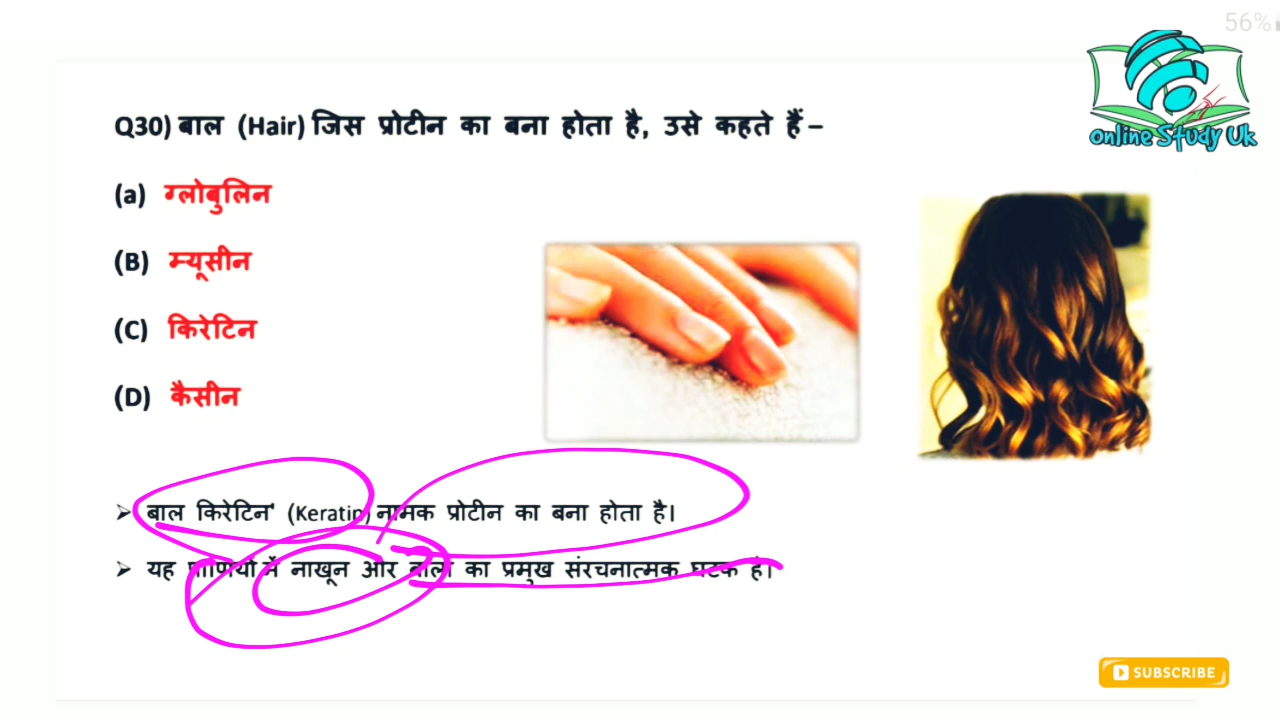 56%
Online Study Uk
Q30) बाल (Hair) जिस प्रोटीन का बना होता है, उसे कहते हैं –
(a) ग्लोबुलिन
(B) म्यूसीन
(C) किरेटिन
(D) कैसीन
➢ बाल किरेटिन' (Keratin) नामक प्रोटीन का बना होता है।
➢ यह प्राणियों में नाखून और बालों का प्रमुख संरचनात्मक घटक है।
SUBSCRIBE